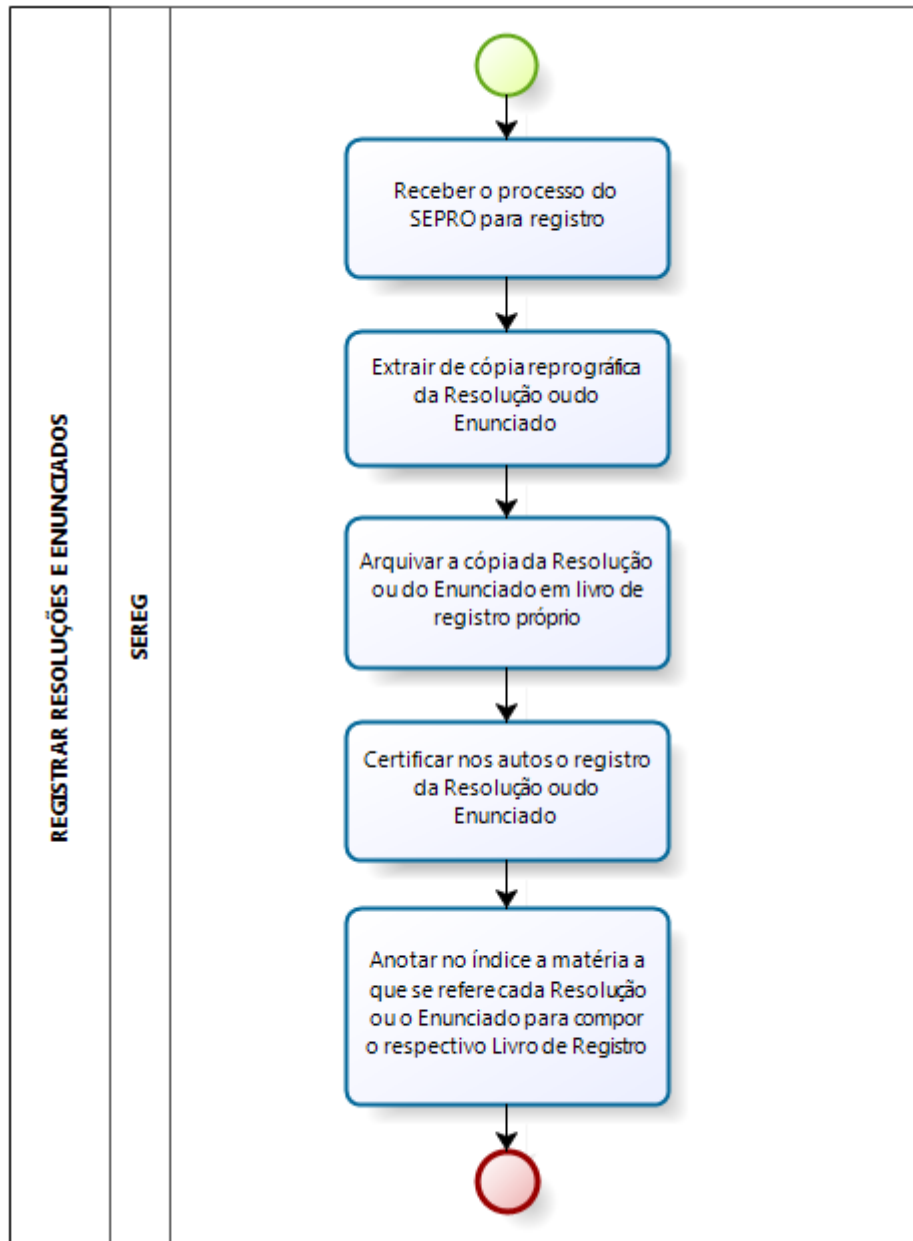 REGISTRAR RESOLUÇÕES E ENUNCIADOS
SEREG
Receber o processo do
SEPRO para registro
Extrair de cópia reprográfica
da Resolução ou do
Enunciado
Arquivar a cópia da Resolução
ou do Enunciado em livro de
registro próprio
Certificar nos autos o registro
da Resolução ou do
Enunciado
Anotar no índice a matéria a
que se refere cada Resolução
ou o Enunciado para compor
o respectivo Livro de Registro